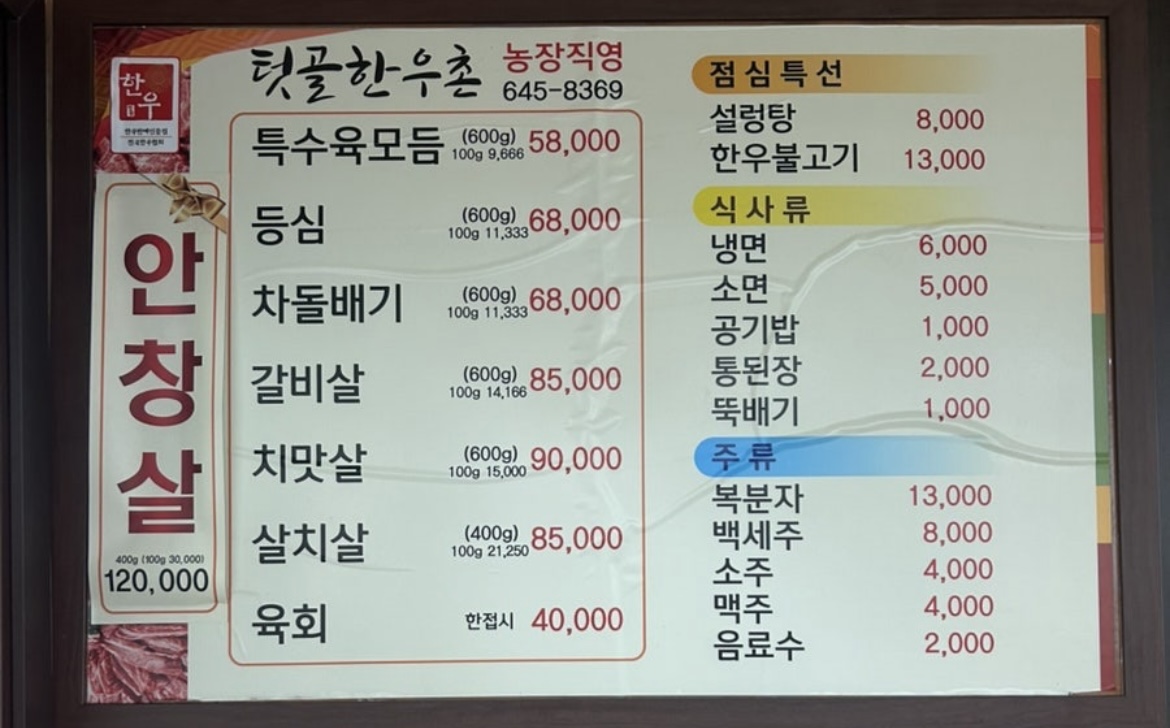 한우
텃골한우촌 농장직영
645-8369
안창살
400g (100g 30,000)
120,000
특수육모듬 (600g) 100g 9,666 58,000
등심 (600g) 100g 11,333 68,000
차돌배기 (600g) 100g 11,333 68,000
갈비살 (600g) 100g 14,166 85,000
치맛살 (600g) 100g 15,000 90,000
살치살 (400g) 100g 21,250 85,000
육회 한접시 40,000
점심특선
설렁탕 8,000
한우불고기 13,000
식사류
냉면 6,000
소면 5,000
공기밥 1,000
통된장 2,000
뚝배기 1,000
주류
복분자 13,000
백세주 8,000
소주 4,000
맥주 4,000
음료수 2,000